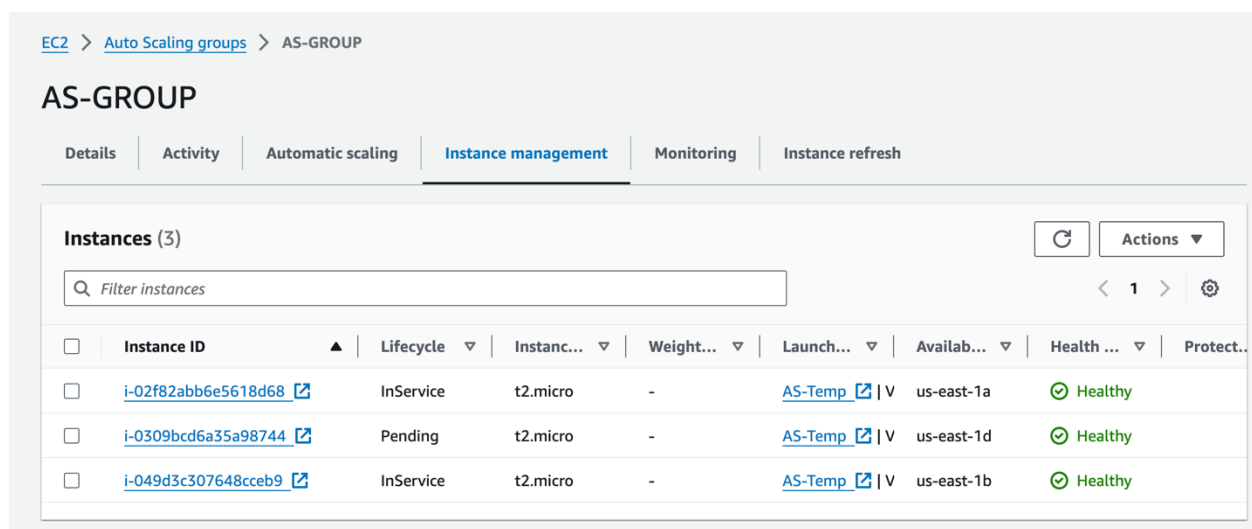 EC2 > Auto Scaling groups > AS-GROUP
AS-GROUP
Details Activity Automatic scaling Instance management Monitoring Instance refresh
Instances (3) Actions
Filter instances
< 1 >
Instance ID Lifecycle Instanc... Weight... Launch... Availab... Health ... Protect..
i-02f82abb6e5618d68 InService t2.micro - AS-Temp | V us-east-1a Healthy
i-0309bcd6a35a98744 Pending t2.micro - AS-Temp | V us-east-1d Healthy
i-049d3c307648cceb9 InService t2.micro - AS-Temp | V us-east-1b Healthy